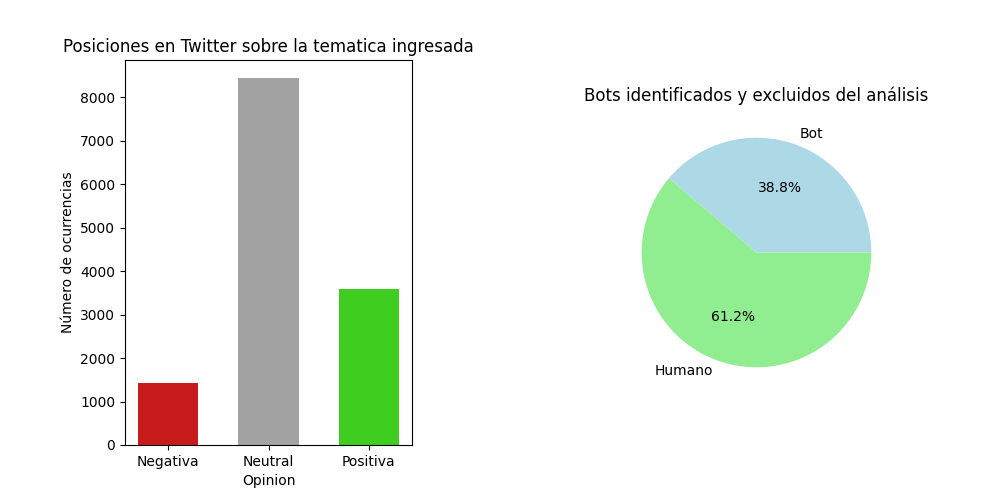 Posiciones en Twitter sobre la tematica ingresada
Número de ocurrencias
8000
7000
6000
5000
4000
3000
2000
1000
0
Negativa
Neutral
Positiva
Opinion
Bots identificados y excluidos del análisis
Bot
38.8%
61.2%
Humano